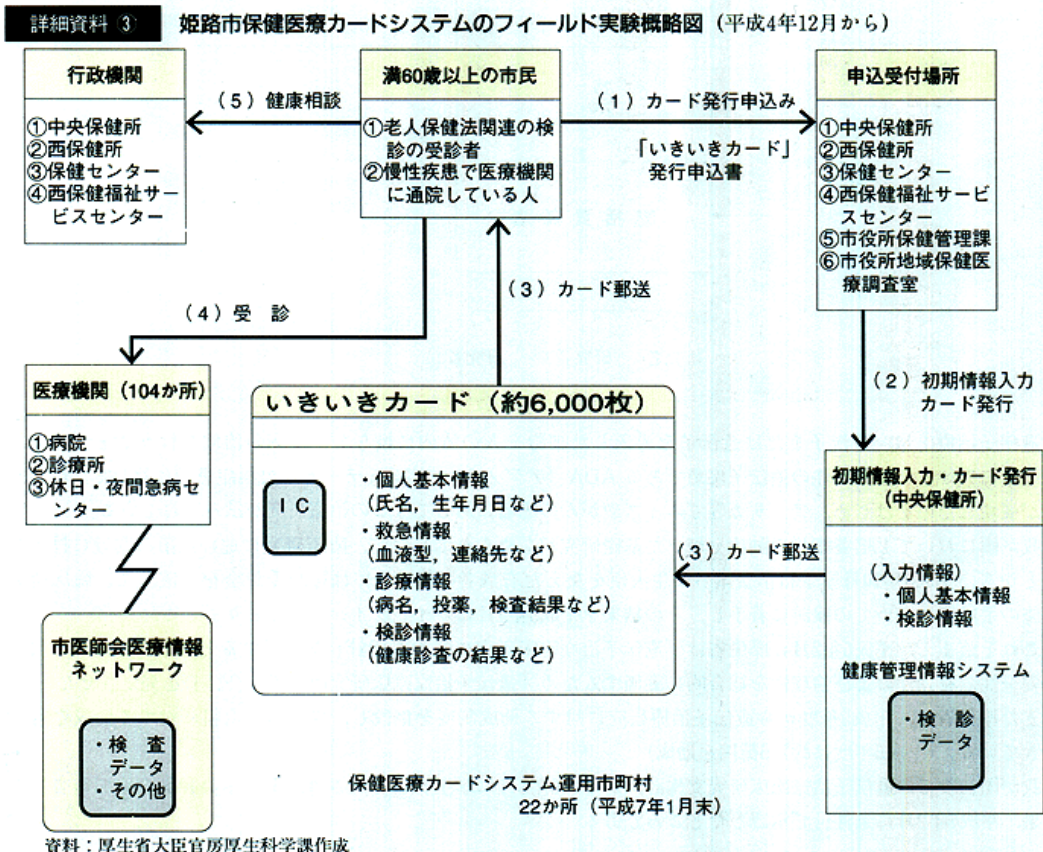 詳細資料 ③
姫路市保健医療カードシステムのフィールド実験概略図（平成4年12月から）
行政機関
①中央保健所
②西保健所
③保健センター
④西保健福祉サー
ビスセンター
（5）健康相談
満60歳以上の市民
①老人保健法関連の検
診の受診者
②慢性疾患で医療機関
に通院している人
（1）カード発行申込み
「いきいきカード」
発行申込書
申込受付場所
①中央保健所
②西保健所
③保健センター
④西保健福祉サービ
スセンター
⑤市役所保健管理課
⑥市役所地域保健医
療調査室
（3）カード郵送
（4）受　診
（2）初期情報入力
カード発行
医療機関（104か所）
①病院
②診療所
③休日・夜間急病セ
ンター
いきいきカード（約6,000枚）
ＩＣ
・個人基本情報
（氏名，生年月日など）
・救急情報
（血液型，連絡先など）
・診療情報
（病名，投薬，検査結果など）
・検診情報
（健康診査の結果など）
（3）カード郵送
初期情報入力・カード発行
（中央保健所）
（入力情報）
・個人基本情報
・検診情報
健康管理情報システム
・検　診
データ
市医師会医療情報
ネットワーク
・検　査
データ
・その他
保健医療カードシステム運用市町村
22か所（平成7年1月末）
資料：厚生省大臣官房厚生科学課作成